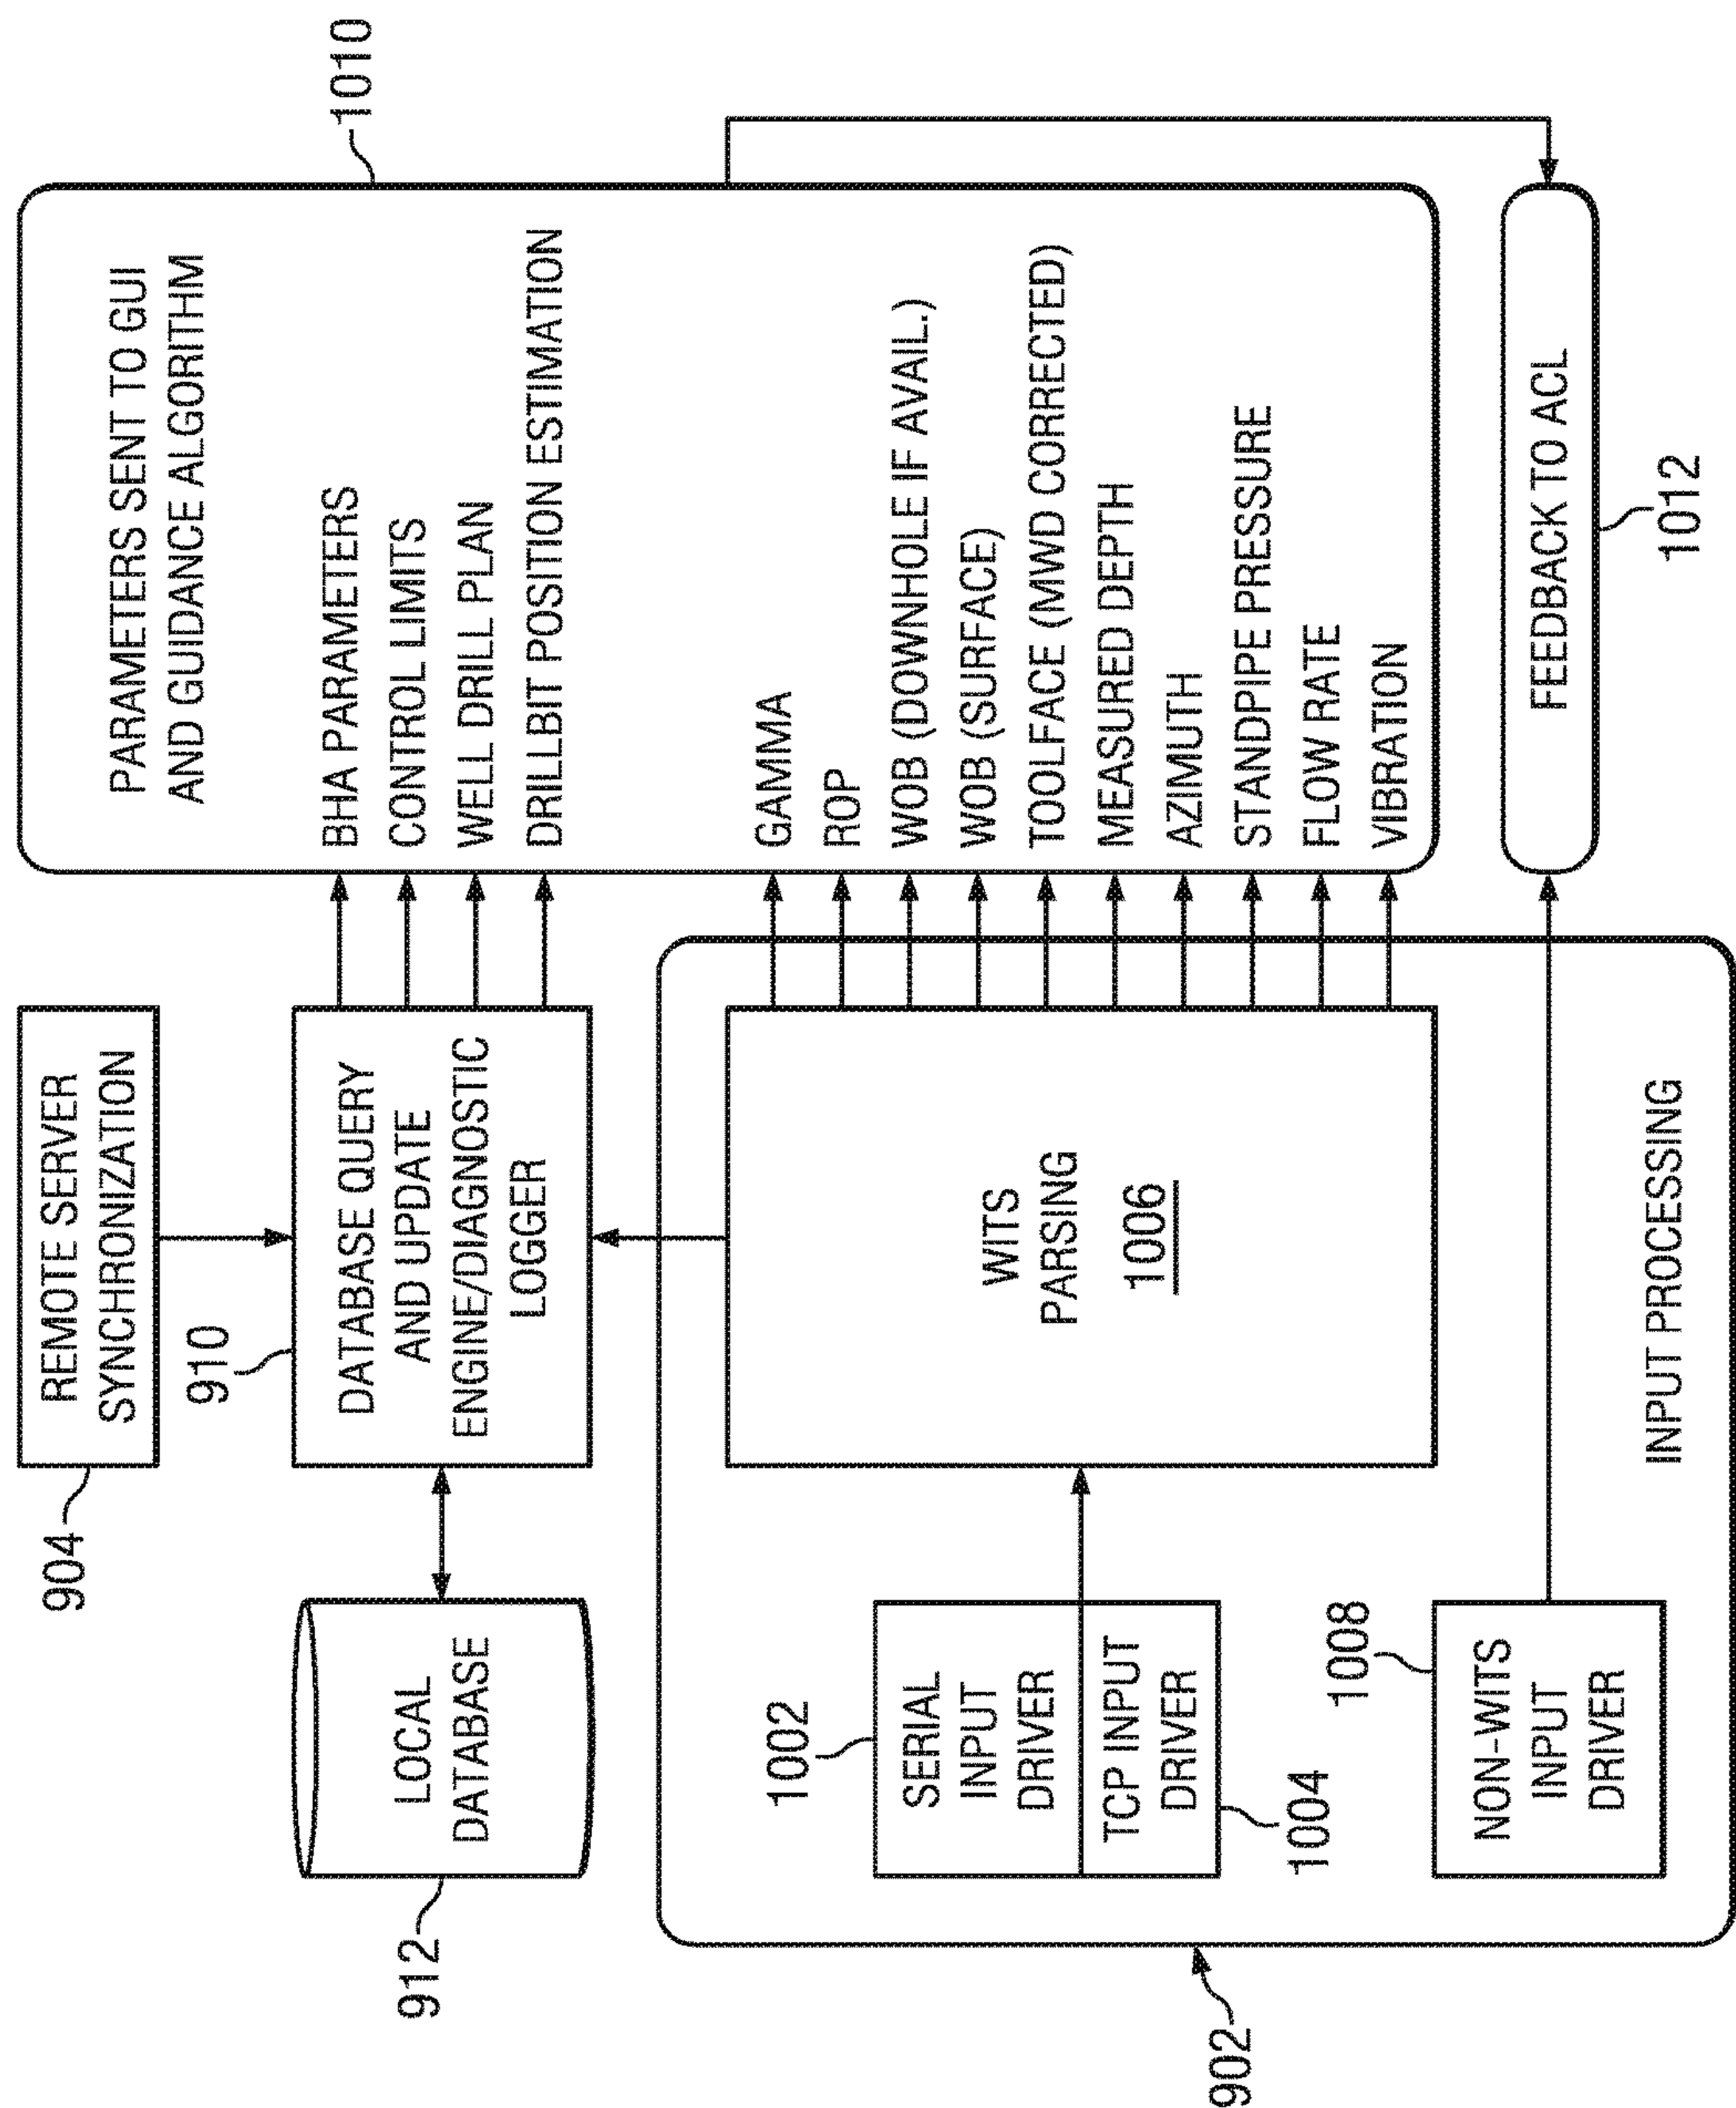 904
REMOTE SERVER
SYNCHRONIZATION
912
LOCAL
DATABASE
910
DATABASE QUERY
AND UPDATE
ENGINE/DIAGNOSTIC
LOGGER
1010
PARAMETERS SENT TO GUI
AND GUIDANCE ALGORITHM
BHA PARAMETERS
CONTROL LIMITS
WELL DRILL PLAN
DRILLBIT POSITION ESTIMATION
GAMMA
ROP
WOB (DOWNHOLE IF AVAIL.)
WOB (SURFACE)
TOOLFACE (MWD CORRECTED)
MEASURED DEPTH
AZIMUTH
STANDPIPE PRESSURE
FLOW RATE
VIBRATION
902
1002
SERIAL
INPUT
DRIVER
TCP INPUT
DRIVER
1004
WITS
PARSING
1006
1008
NON-WITS
INPUT
DRIVER
INPUT PROCESSING
FEEDBACK TO ACL
1012